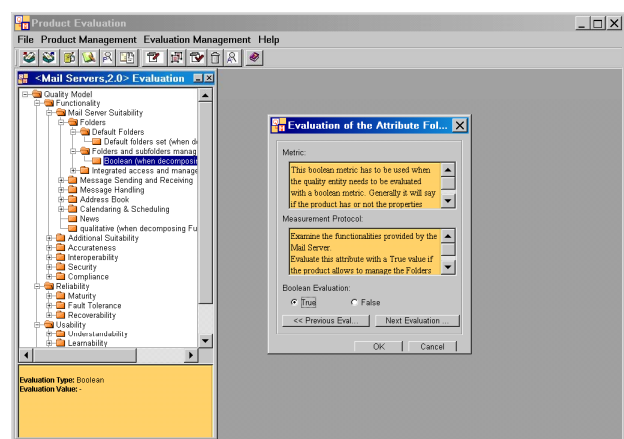 Product Evaluation
File Product Management Evaluation Management Help
<Mail Servers,2.0> Evaluation
Quality Model
Functionality
Mail Server Suitability
Folders
Default Folders
Default folders set (when de
Folders and subfolders manag
Boolean (when decomposin
Integrated access and manage
Message Sending and Receiving
Message Handling
Address Book
Calendaring & Scheduling
News
qualitative (when decomposing Fu
Additional Suitability
Accurateness
Interoperability
Security
Compliance
Reliability
Maturity
Fault Tolerance
Recoverability
Usability
Understandability
Learnability
Evaluation Type: Boolean
Evaluation Value: -
Evaluation of the Attribute Fol...
Metric:
This boolean metric has to be used when
the quality entity needs to be evaluated
with a boolean metric. Generally it will say
if the product has or not the properties
Measurement Protocol:
Examine the functionalities provided by the
Mail Server.
Evaluate this attribute with a True value if
the product allows to manage the Folders
Boolean Evaluation:
True False
<< Previous Eval... Next Evaluation ...
OK Cancel